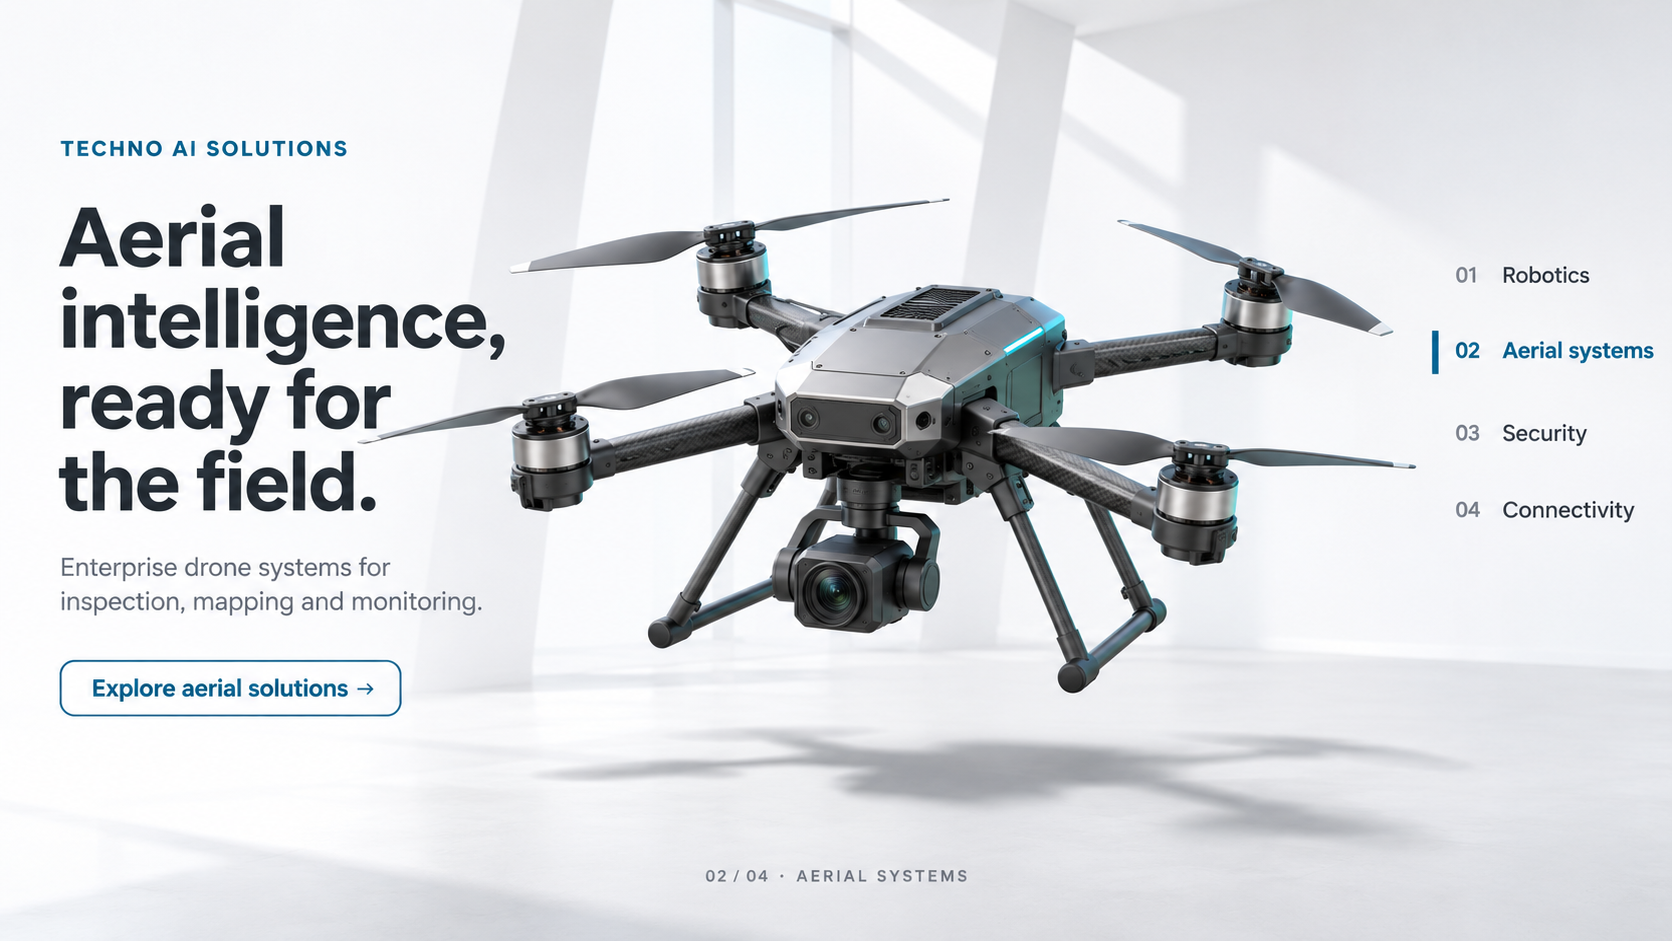 TECHNO AI SOLUTIONS
Aerial
intelligence,
ready for
the field.
Enterprise drone systems for
inspection, mapping and monitoring.
Explore aerial solutions →
01 Robotics
02 Aerial systems
03 Security
04 Connectivity
02 / 04 · AERIAL SYSTEMS